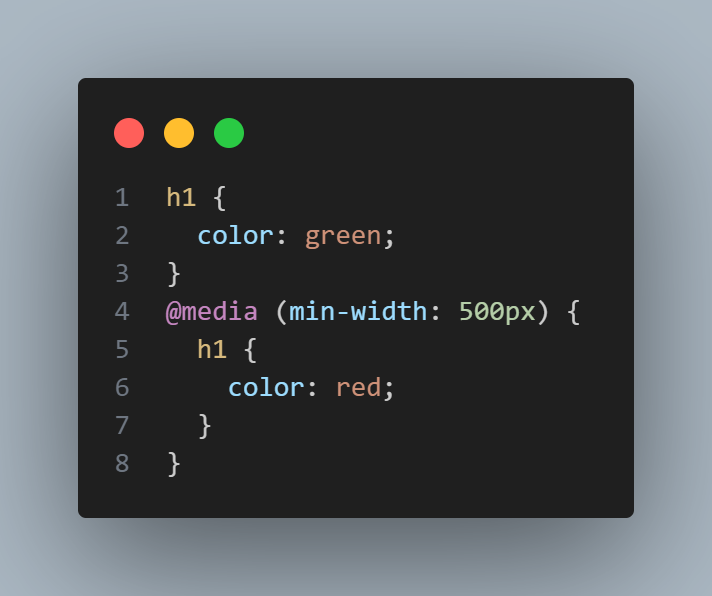 1 h1 {
2   color: green;
3 }
4 @media (min-width: 500px) {
5   h1 {
6     color: red;
7   }
8 }